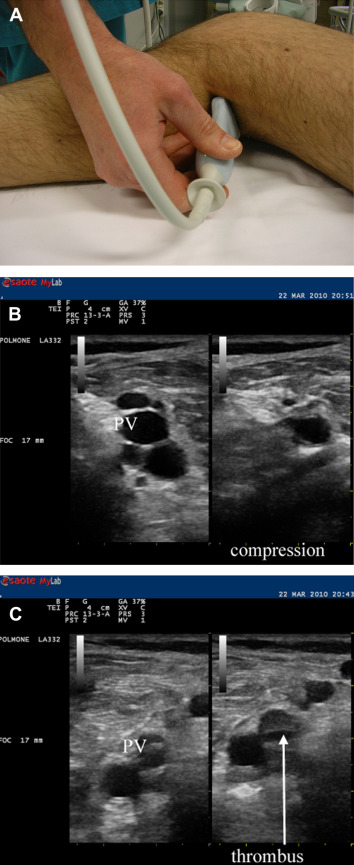 A
esaote MyLab
22 MAR 2010 20:51
B F G GA 37%
TEI P 4 cm XV C
PRC 13-3-A PRS 3
PST 2 MV 1
B
POLMONE LA332
PV
FOC 17 mm
compression
esaote MyLab
22 MAR 2010 20:43
B F G GA 37%
TEI P 4 cm XV C
PRC 13-3-A PRS 3
PST 2 MV 1
C
POLMONE LA332
PV
FOC 17 mm
thrombus